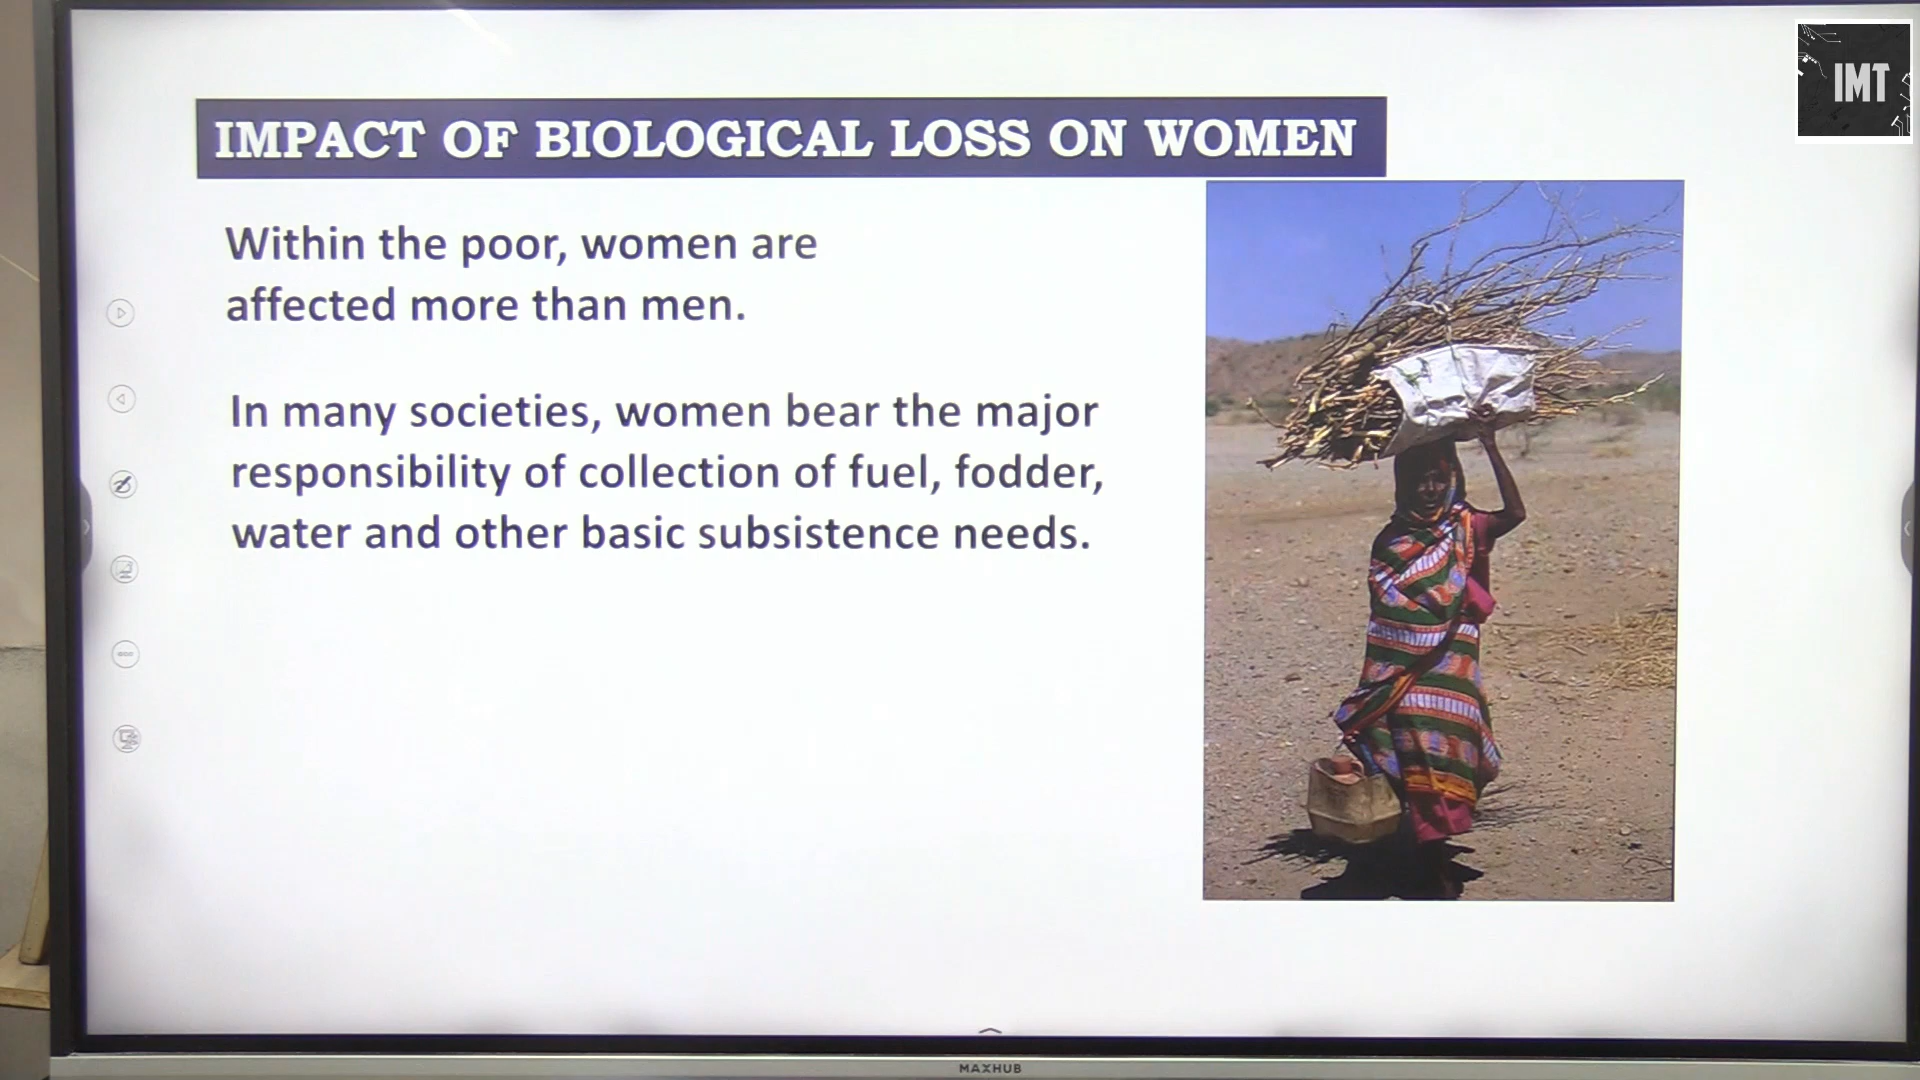 IMPACT OF BIOLOGICAL LOSS ON WOMEN
Within the poor, women are
affected more than men.
In many societies, women bear the major
responsibility of collection of fuel, fodder,
water and other basic subsistence needs.
IMT
MAXHUB